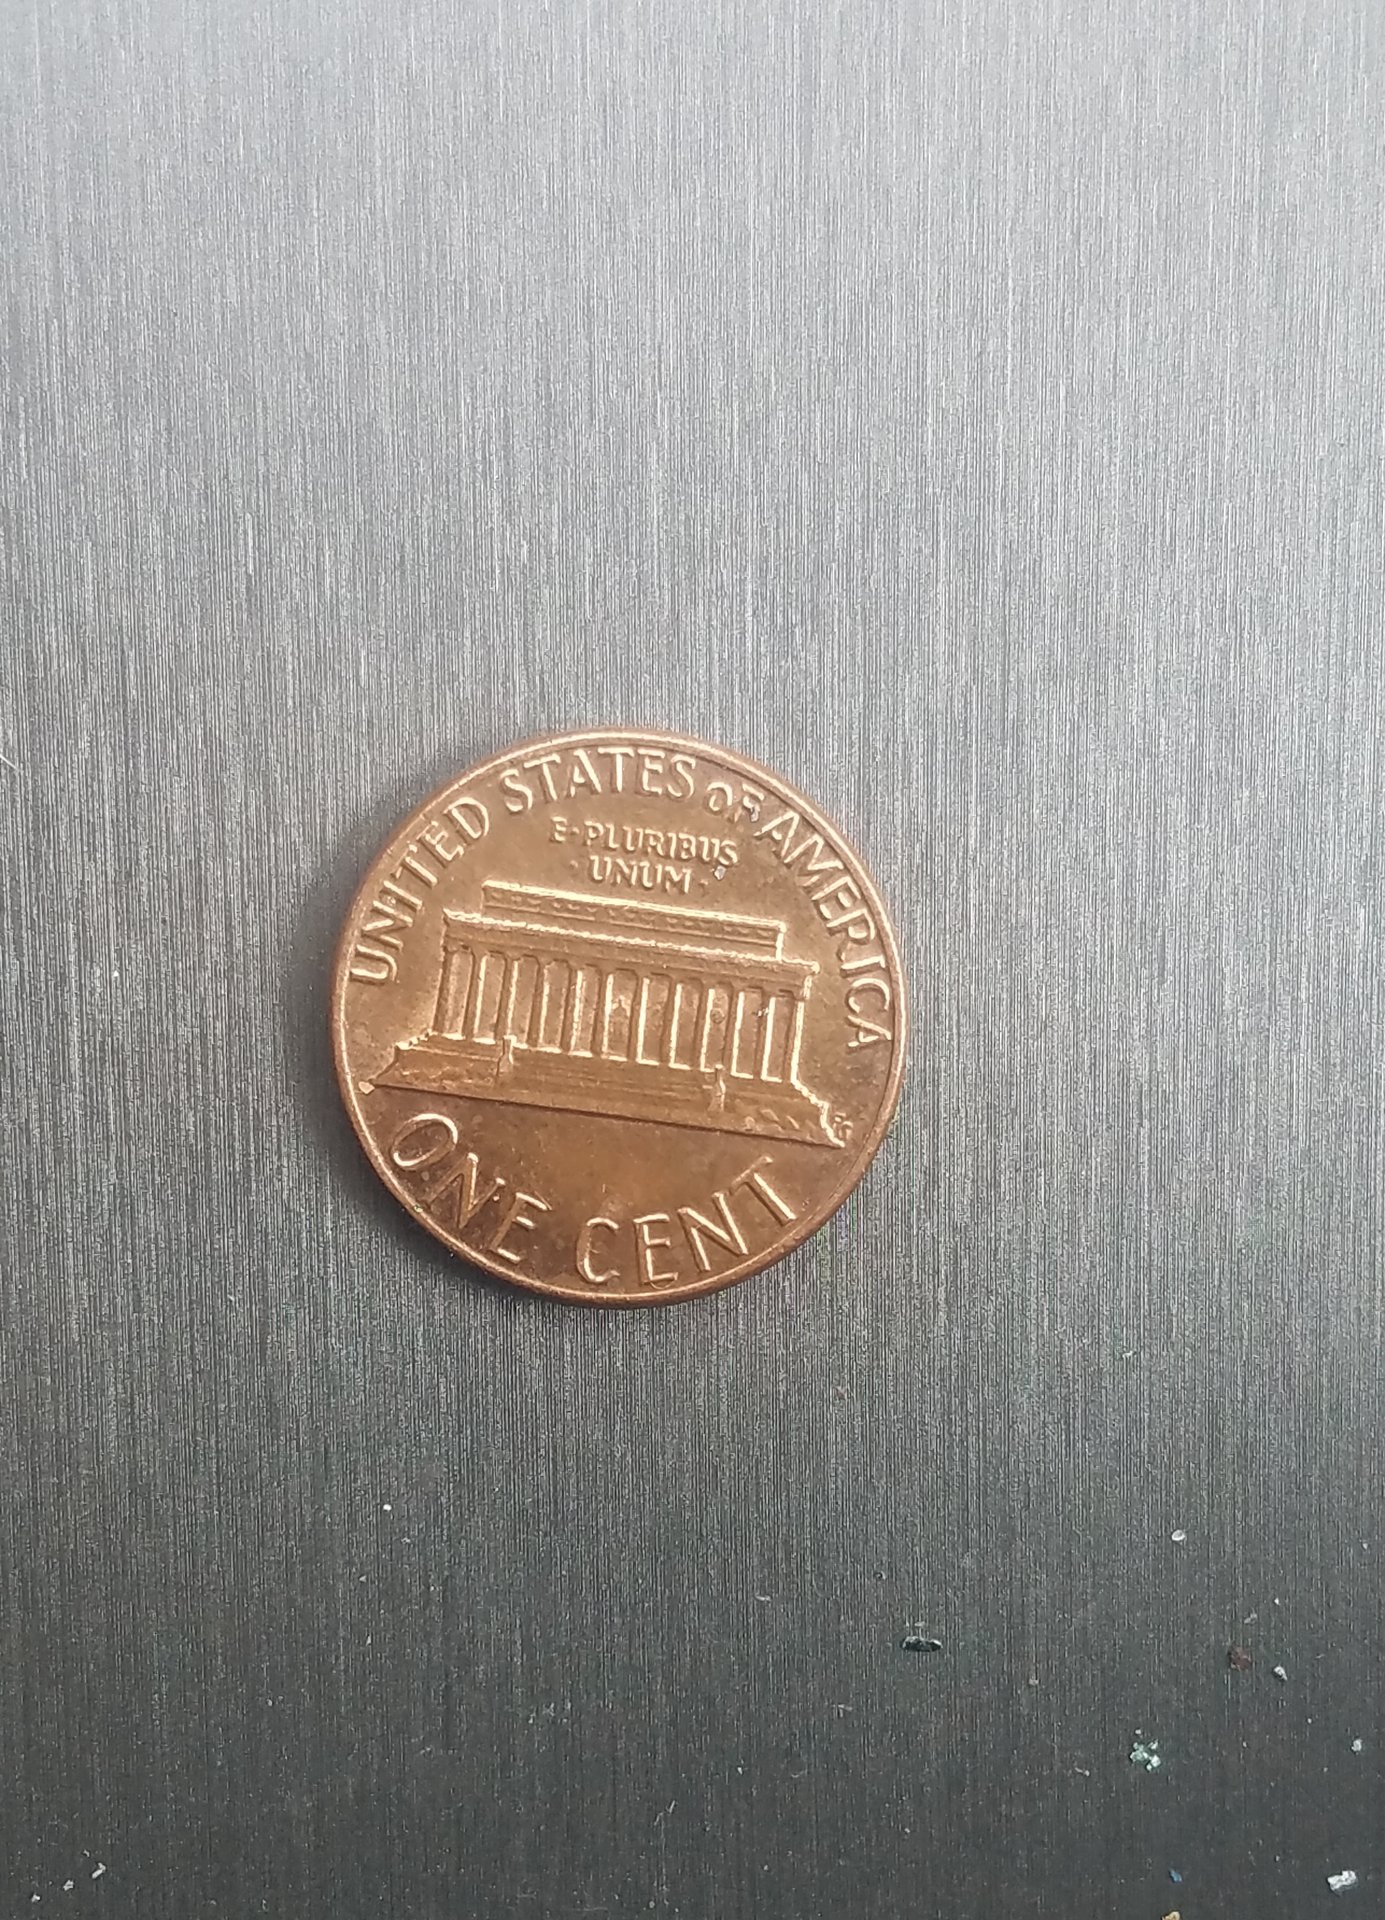 UNITED STATES OF AMERICA
E·PLURIBUS
·UNUM·
ONE CENT